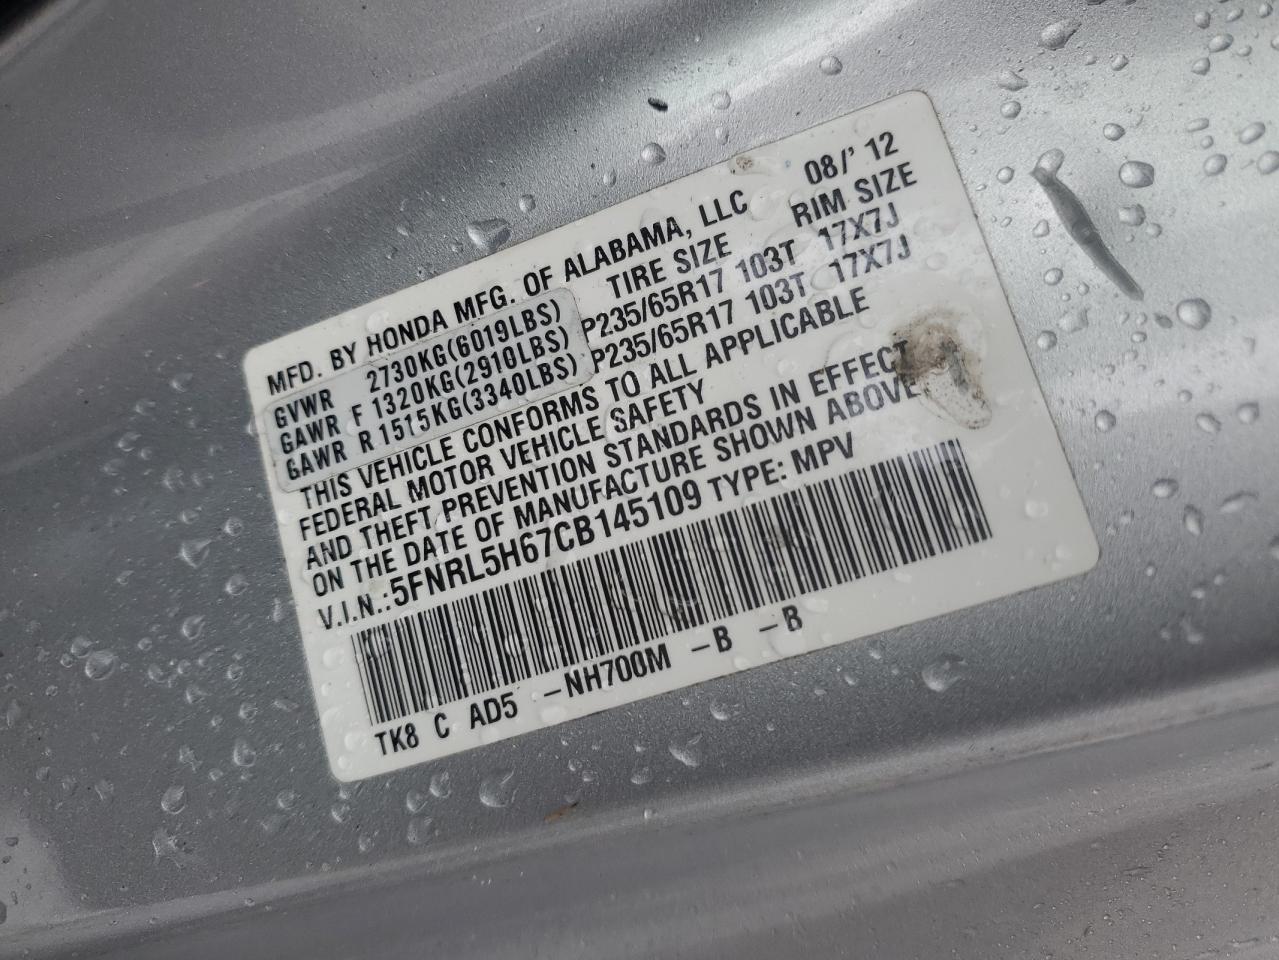 MFD. BY HONDA MFG. OF ALABAMA, LLC 08/'12
TIRE SIZE RIM SIZE
GVWR 2730KG(6019LBS)
GAWR F 1320KG(2910LBS) P235/65R17 103T 17X7J
GAWR R 1515KG(3340LBS) P235/65R17 103T 17X7J
THIS VEHICLE CONFORMS TO ALL APPLICABLE
FEDERAL MOTOR VEHICLE SAFETY
AND THEFT PREVENTION STANDARDS IN EFFECT
ON THE DATE OF MANUFACTURE SHOWN ABOVE
V.I.N.:5FNRL5H67CB145109 TYPE: MPV
TK8 C AD5 -NH700M -B -B